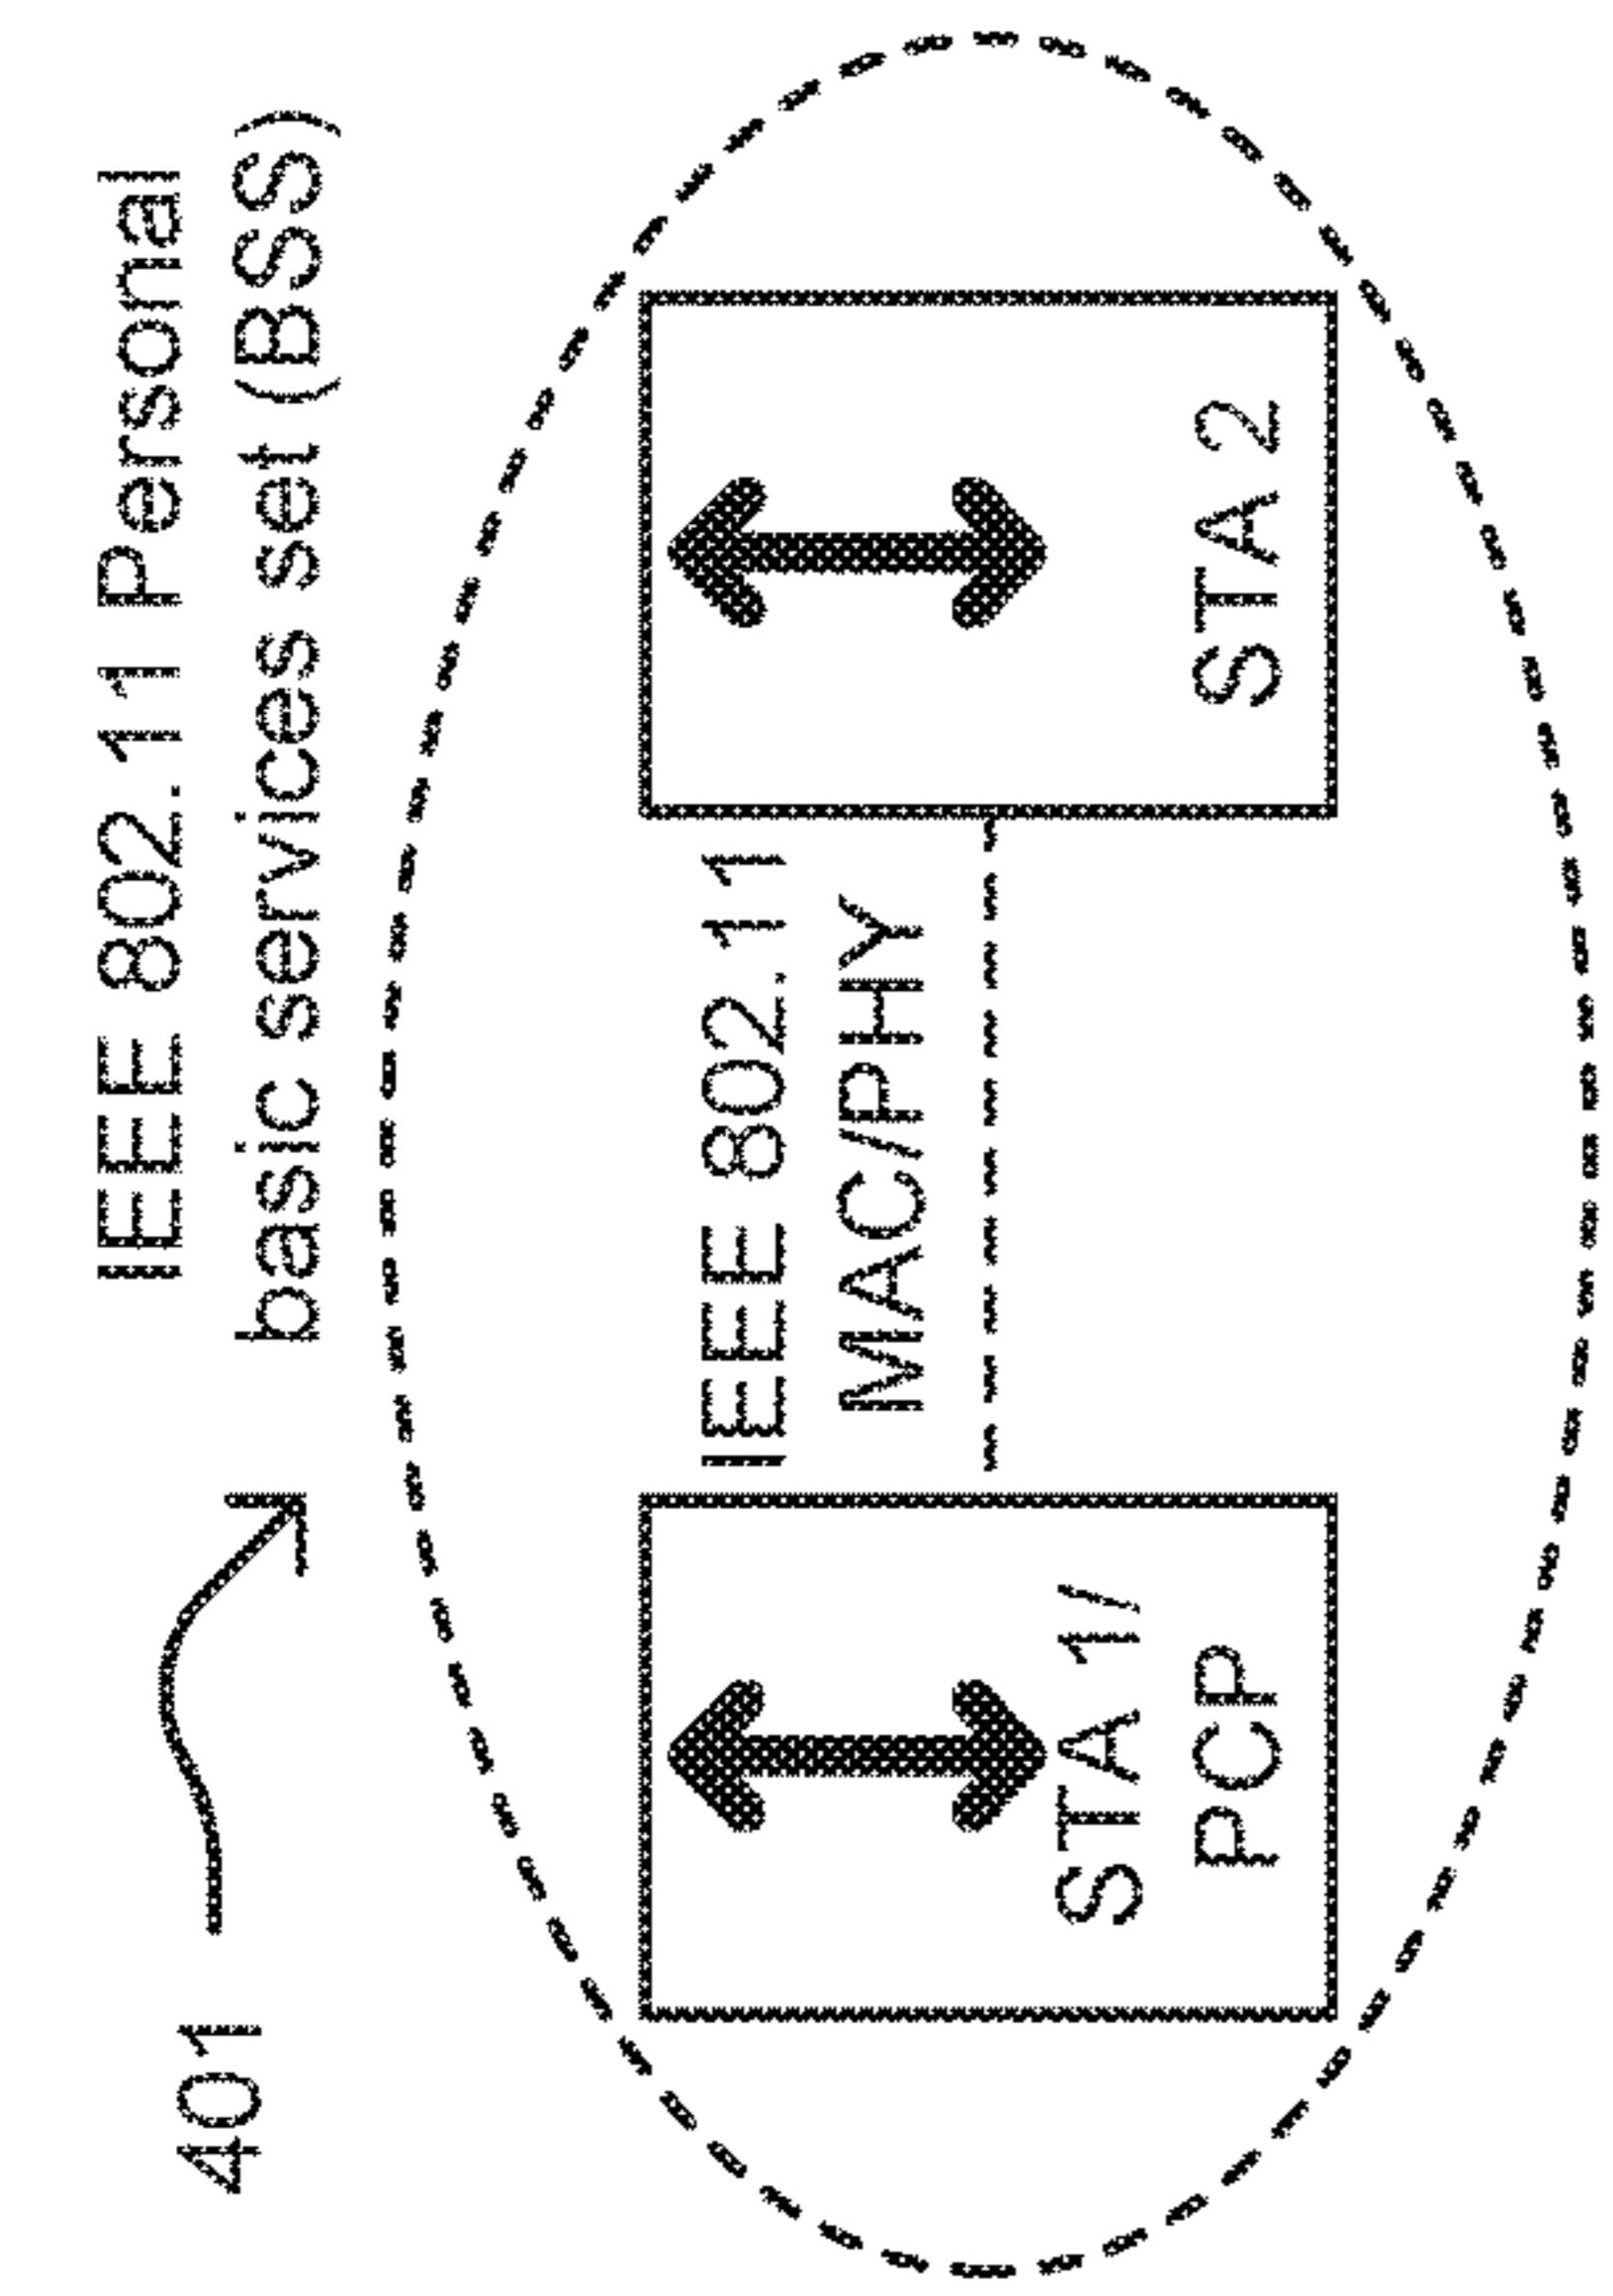 401
IEEE 802.11 Personal
basic services set (BSS)
IEEE 802.11
MAC/PHY
STA 1/
PCP
STA 2